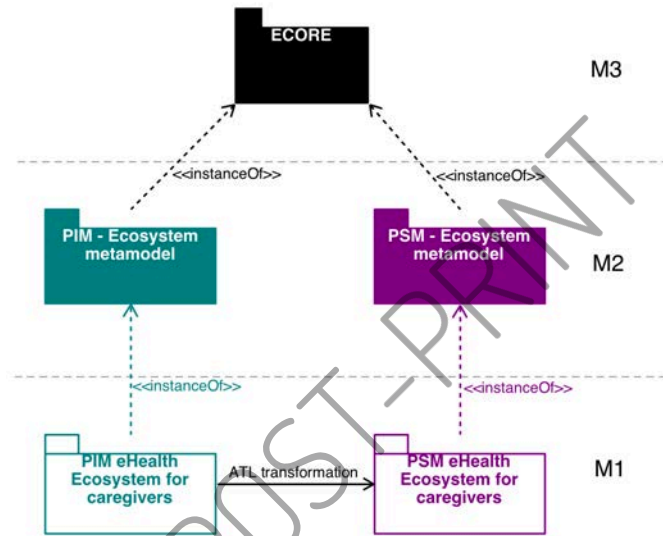 ECORE
M3
<<instanceOf>>
<<instanceOf>>
PIM - Ecosystem
metamodel
PSM - Ecosystem
metamodel
M2
<<instanceOf>>
<<instanceOf>>
PIM eHealth
Ecosystem for
caregivers
ATL transformation
PSM eHealth
Ecosystem for
caregivers
M1
POST-PRINT